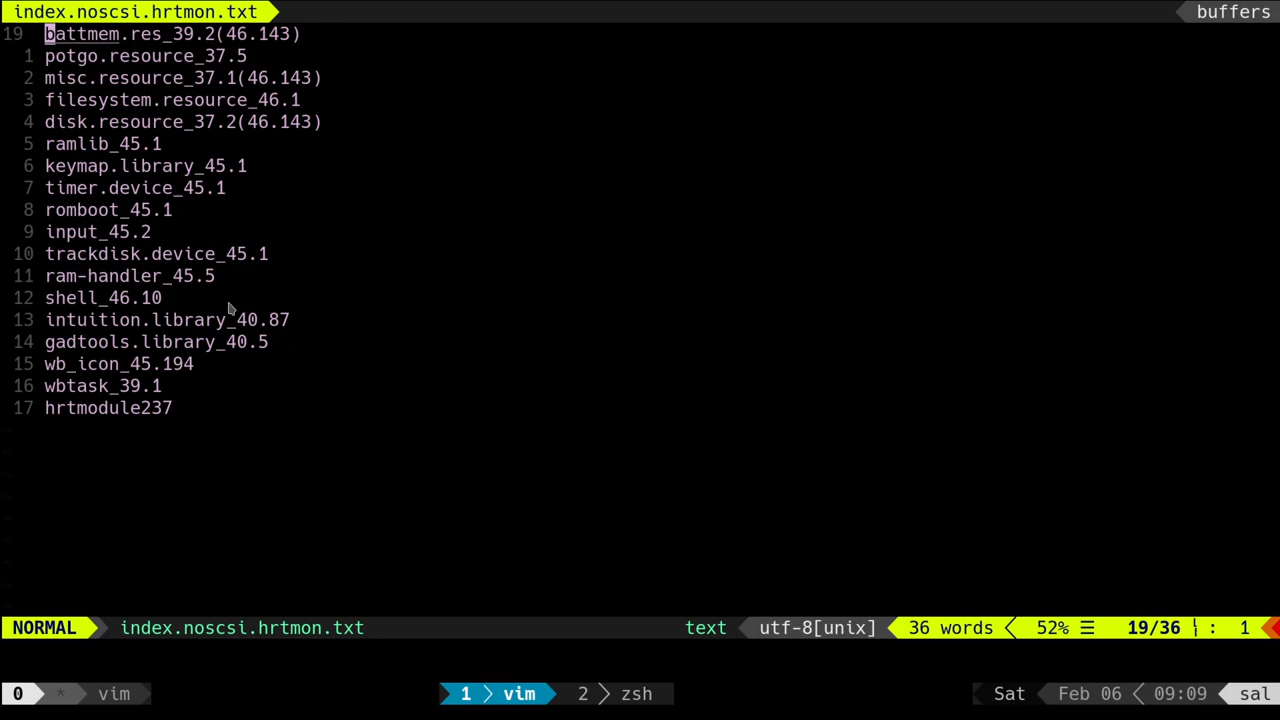 index.noscsi.hrtmon.txt buffers
19 battmem.res_39.2(46.143)
1 potgo.resource_37.5
2 misc.resource_37.1(46.143)
3 filesystem.resource_46.1
4 disk.resource_37.2(46.143)
5 ramlib_45.1
6 keymap.library_45.1
7 timer.device_45.1
8 romboot_45.1
9 input_45.2
10 trackdisk.device_45.1
11 ram-handler_45.5
12 shell_46.10
13 intuition.library_40.87
14 gadtools.library_40.5
15 wb_icon_45.194
16 wbtask_39.1
17 hrtmodule237
NORMAL index.noscsi.hrtmon.txt text utf-8[unix] 36 words 52% ☰ 19/36 : 1
0 * vim 1 vim 2 zsh Sat Feb 06 09:09 sal